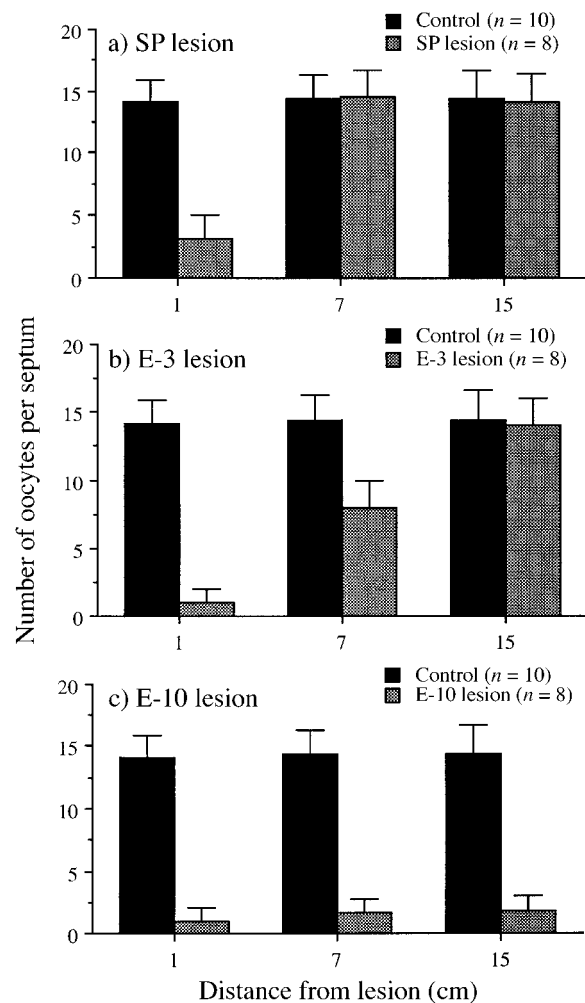 Number of oocytes per septum
a) SP lesion
Control (n = 10)
SP lesion (n = 8)
20
15
10
5
0
1 7 15
b) E-3 lesion
Control (n = 10)
E-3 lesion (n = 8)
20
15
10
5
0
1 7 15
c) E-10 lesion
Control (n = 10)
E-10 lesion (n = 8)
20
15
10
5
0
1 7 15
Distance from lesion (cm)